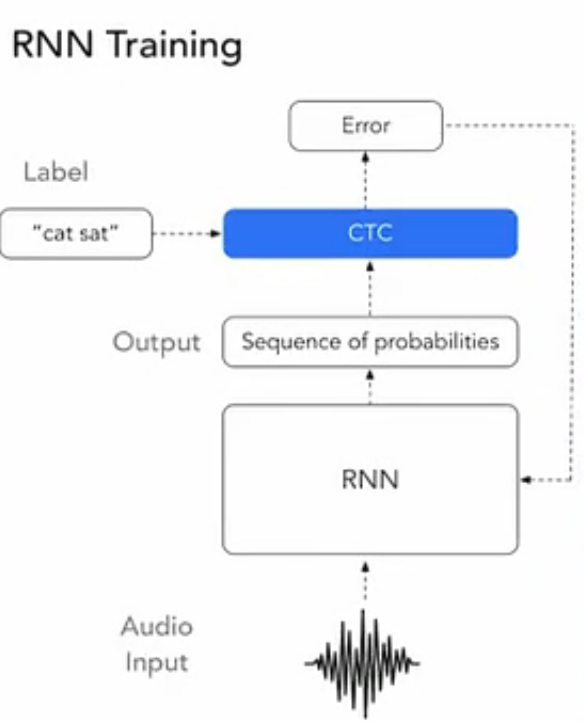 RNN Training
Error
Label
"cat sat"
CTC
Output
Sequence of probabilities
RNN
Audio
Input